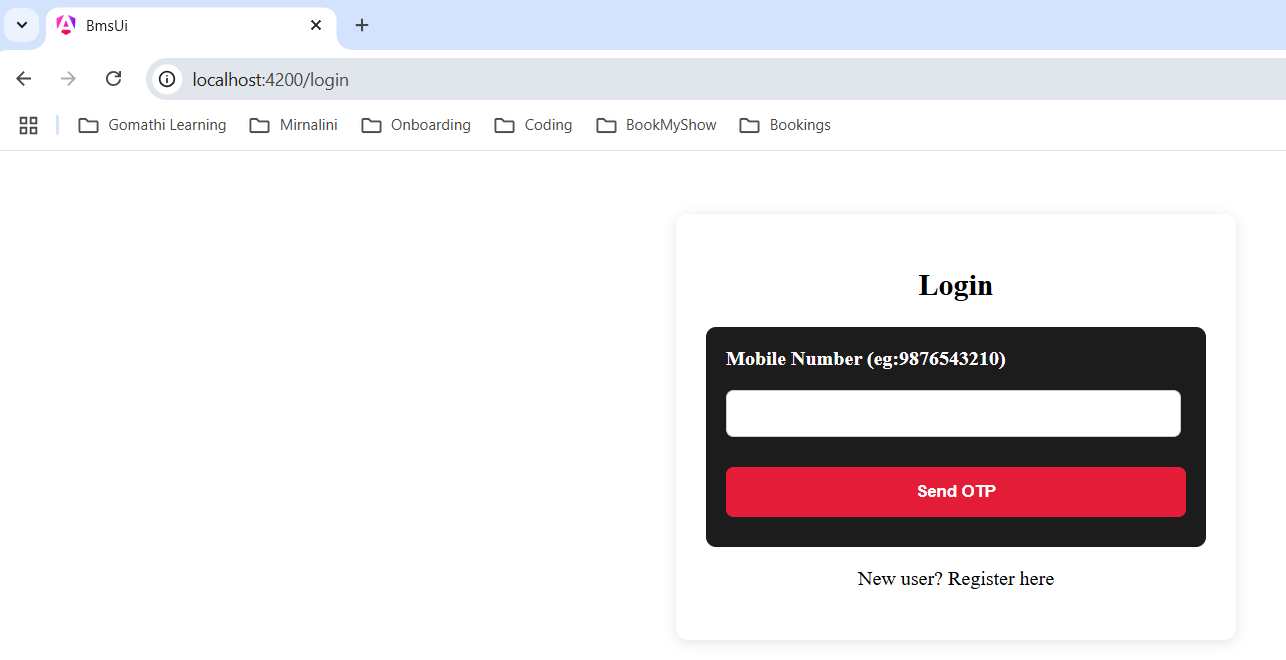 BmsUi
localhost:4200/login
Gomathi Learning Mirnalini Onboarding Coding BookMyShow Bookings
Login
Mobile Number (eg:9876543210)
Send OTP
New user? Register here